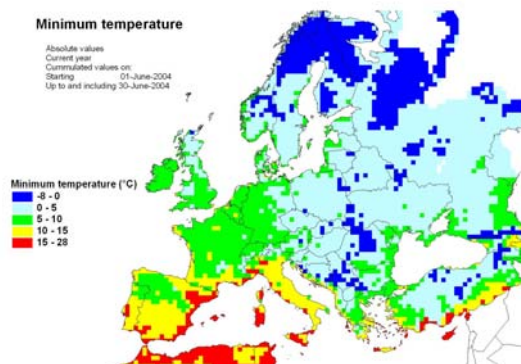 Minimum temperature
Absolute values
Current year
Cummulated values on:
Starting 01-June-2004
Up to and including 30-June-2004
Minimum temperature (°C)
-8 - 0
0 - 5
5 - 10
10 - 15
15 - 28